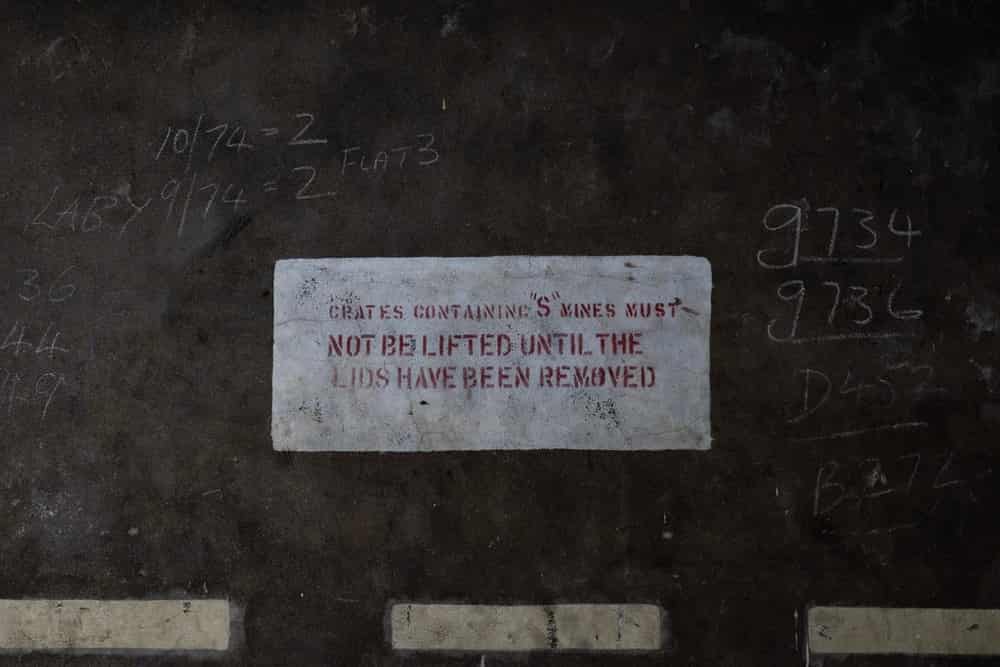 10/74 = 2
LABY 9/74 = 2 FLAT 3
36
44
49
CRATES CONTAINING "S" MINES MUST
NOT BE LIFTED UNTIL THE
LIDS HAVE BEEN REMOVED
9734
9736